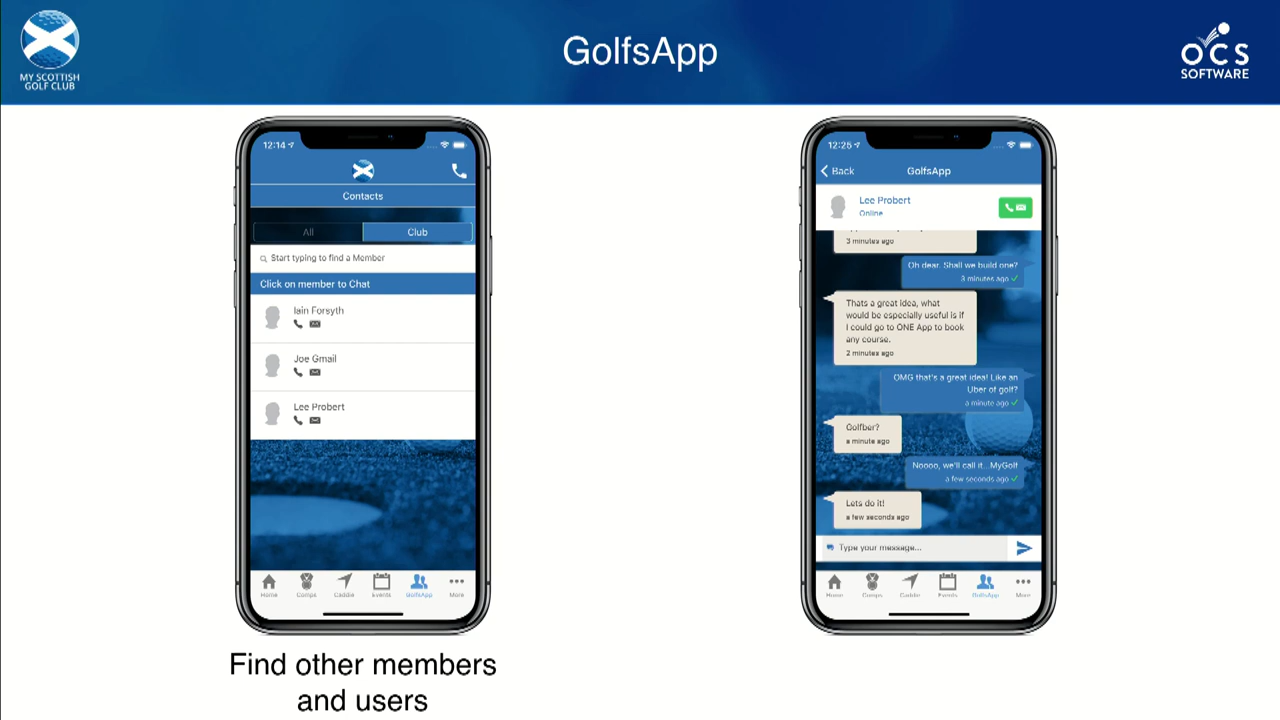 MY SCOTTISH
GOLF CLUB
GolfsApp
OCS
SOFTWARE
12:14
Contacts
All
Club
Start typing to find a Member
Click on member to Chat
Iain Forsyth
Joe Gmail
Lee Probert
Home
Comps
Caddie
Events
GolfsApp
More
Find other members
and users
12:25
Back
GolfsApp
Lee Probert
Online
3 minutes ago
Oh dear. Shall we build one?
3 minutes ago
Thats a great idea, what
would be especially useful is if
I could go to ONE App to book
any course.
2 minutes ago
OMG that's a great idea! Like an
Uber of golf?
a minute ago
Golfber?
a minute ago
Noooo, we'll call it...MyGolf
a few seconds ago
Lets do it!
a few seconds ago
Type your message...
Home
Comps
Caddie
Events
GolfsApp
More